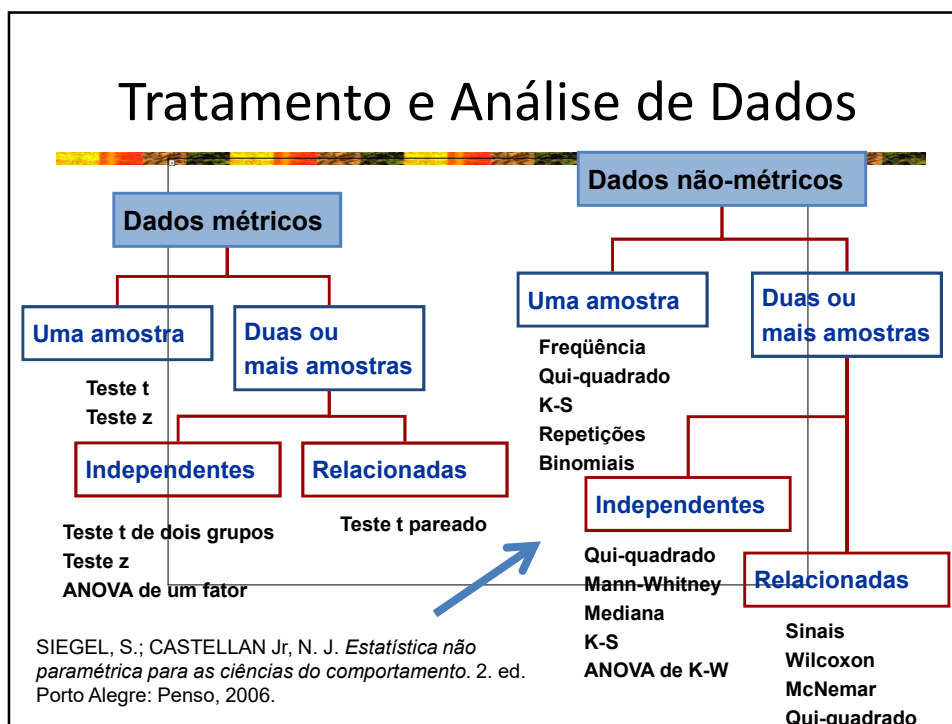 Tratamento e Análise de Dados
Dados métricos
Uma amostra
Teste t
Teste z
Duas ou
mais amostras
Independentes
Teste t de dois grupos
Teste z
ANOVA de um fator
Relacionadas
Teste t pareado
Dados não-métricos
Uma amostra
Freqüência
Qui-quadrado
K-S
Repetições
Binomiais
Duas ou
mais amostras
Independentes
Qui-quadrado
Mann-Whitney
Mediana
K-S
ANOVA de K-W
Relacionadas
Sinais
Wilcoxon
McNemar
Qui-quadrado
SIEGEL, S.; CASTELLAN Jr, N. J. Estatística não
paramétrica para as ciências do comportamento. 2. ed.
Porto Alegre: Penso, 2006.